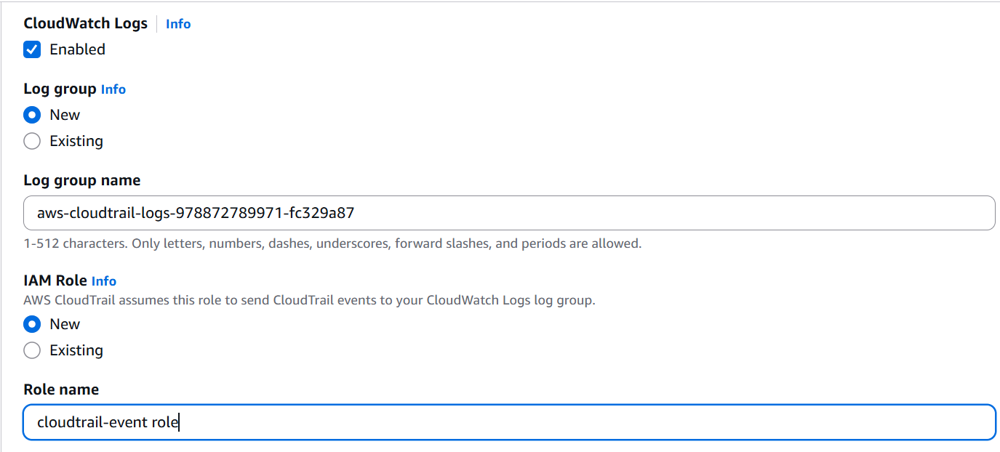 CloudWatch Logs Info
Enabled
Log group Info
New
Existing
Log group name
aws-cloudtrail-logs-978872789971-fc329a87
1-512 characters. Only letters, numbers, dashes, underscores, forward slashes, and periods are allowed.
IAM Role Info
AWS CloudTrail assumes this role to send CloudTrail events to your CloudWatch Logs log group.
New
Existing
Role name
cloudtrail-event role